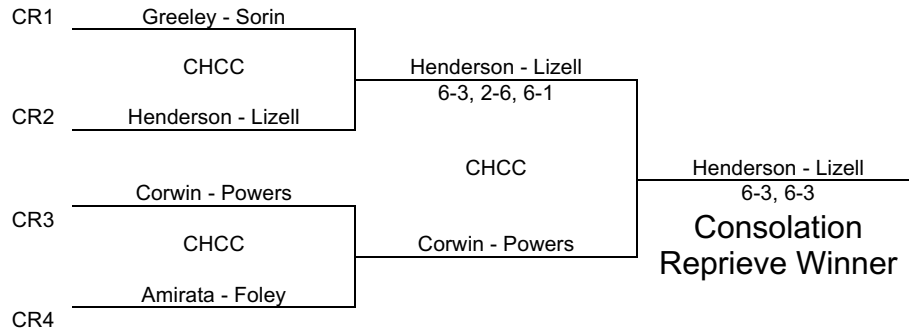 CR1
Greeley - Sorin
CHCC
Henderson - Lizell
6-3, 2-6, 6-1
CR2
Henderson - Lizell
CHCC
Henderson - Lizell
6-3, 6-3
Consolation
Reprieve Winner
Corwin - Powers
CR3
CHCC
Corwin - Powers
Amirata - Foley
CR4